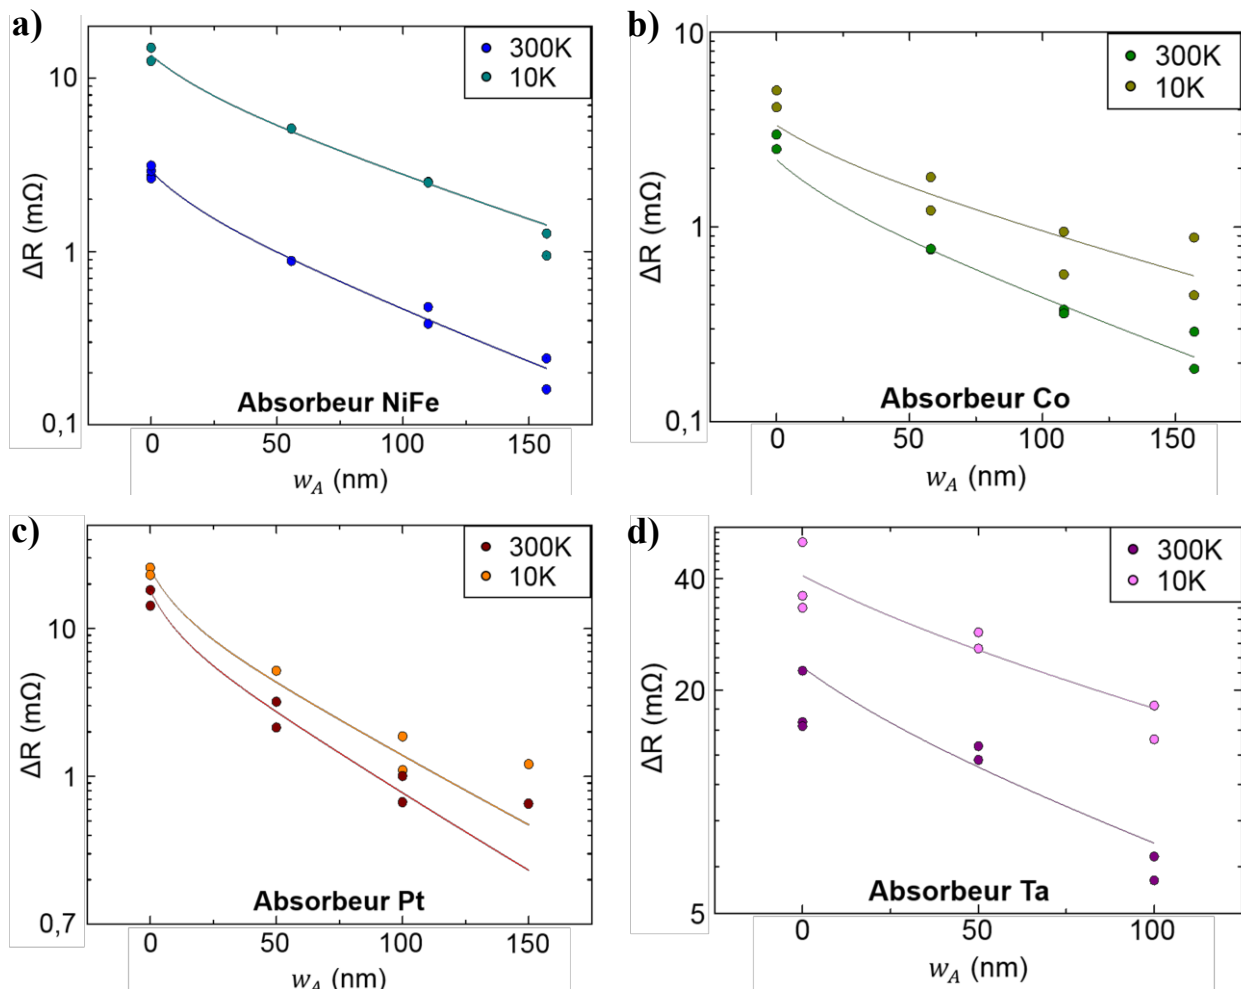 a)
300K
10K
10
1
0,1
ΔR (mΩ)
Absorbeur NiFe
0 50 100 150
w_A (nm)
b)
300K
10K
10
1
0,1
ΔR (mΩ)
Absorbeur Co
0 50 100 150
w_A (nm)
c)
300K
10K
10
1
0,7
ΔR (mΩ)
Absorbeur Pt
0 50 100 150
w_A (nm)
d)
300K
10K
40
20
5
ΔR (mΩ)
Absorbeur Ta
0 50 100
w_A (nm)